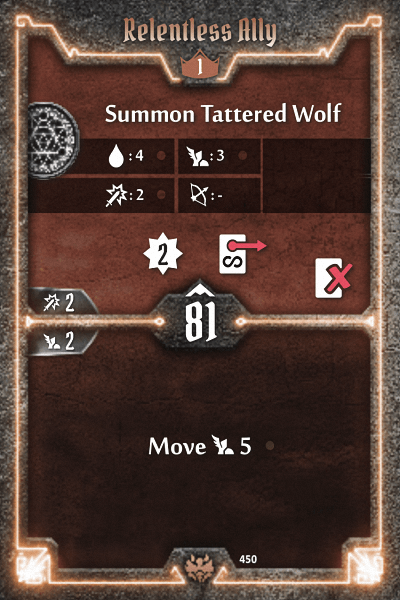 Relentless Ally
1
Summon Tattered Wolf
: 4 : 3
: 2 : -
2
2
81
2
Move 5
450